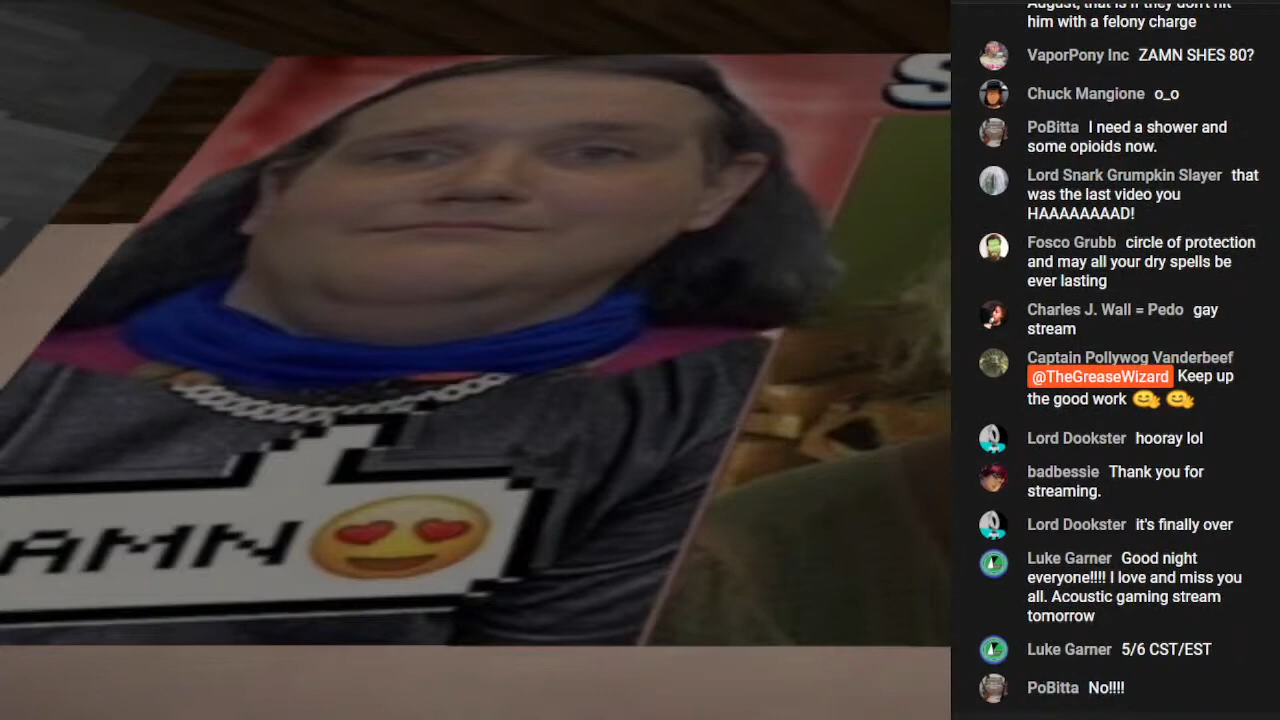 S
AMN
August, that is if they don't hit
him with a felony charge
VaporPony Inc ZAMN SHES 80?
Chuck Mangione o_o
PoBitta I need a shower and
some opioids now.
Lord Snark Grumpkin Slayer that
was the last video you
HAAAAAAAD!
Fosco Grubb circle of protection
and may all your dry spells be
ever lasting
Charles J. Wall = Pedo gay
stream
Captain Pollywog Vanderbeef
@TheGreaseWizard Keep up
the good work
Lord Dookster hooray lol
badbessie Thank you for
streaming.
Lord Dookster it's finally over
Luke Garner Good night
everyone!!!! I love and miss you
all. Acoustic gaming stream
tomorrow
Luke Garner 5/6 CST/EST
PoBitta No!!!!